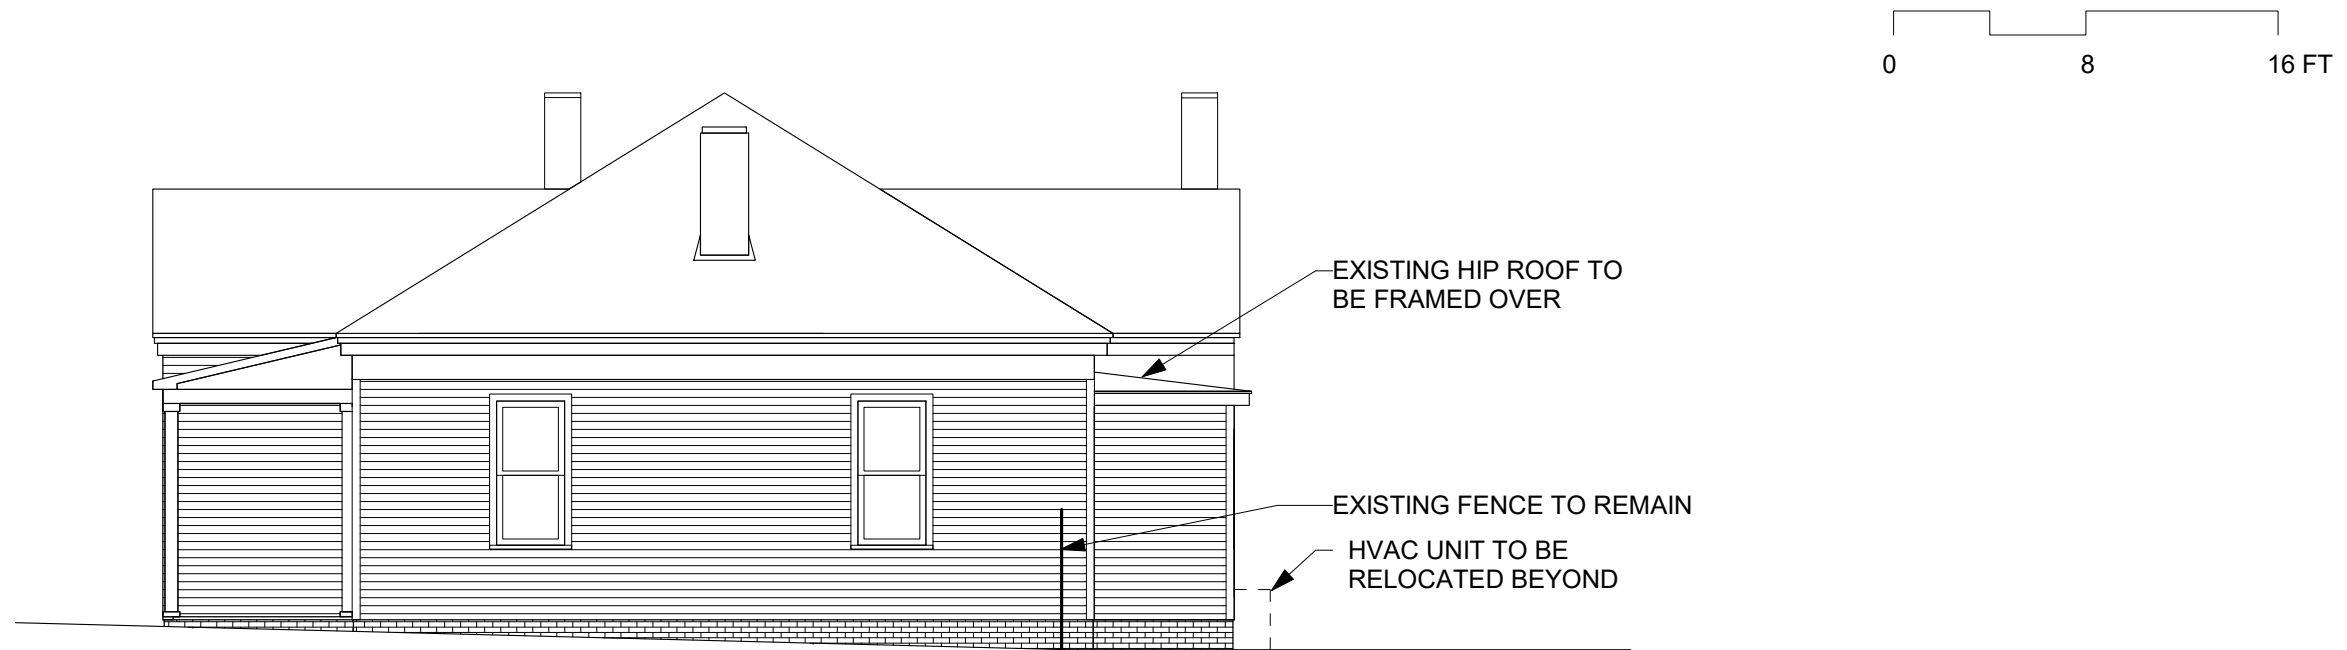 0 8 16 FT
EXISTING HIP ROOF TO
BE FRAMED OVER
EXISTING FENCE TO REMAIN
HVAC UNIT TO BE
RELOCATED BEYOND